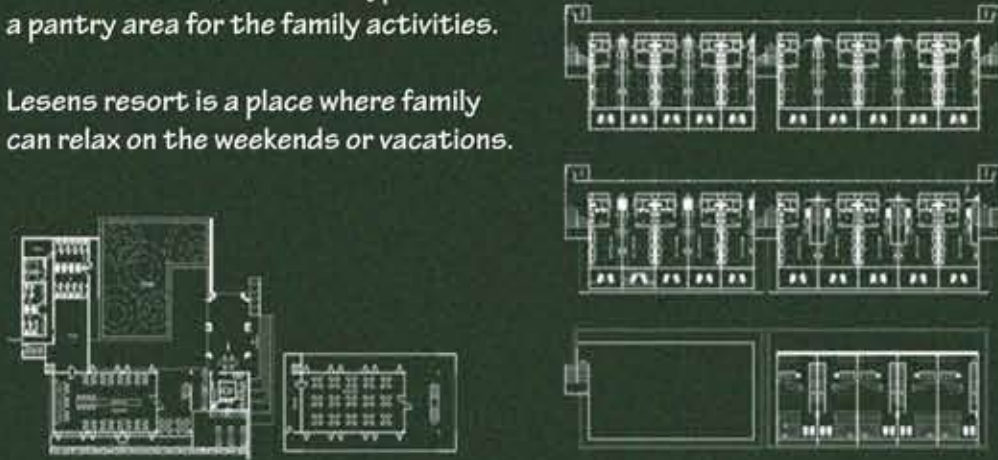 a pantry area for the family activities.
Lesens resort is a place where family
can relax on the weekends or vacations.